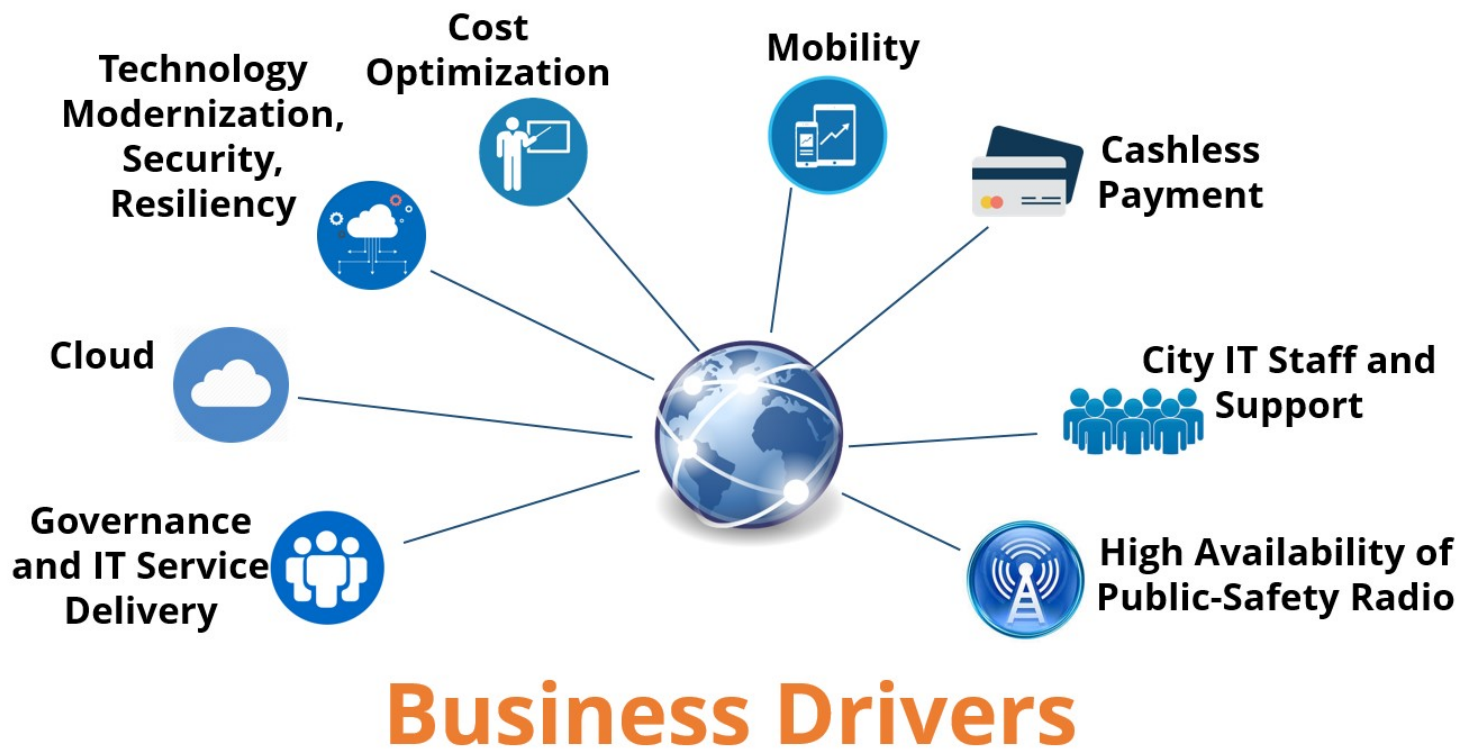 Cost
Optimization
Mobility
Technology
Modernization,
Security,
Resiliency
Cashless
Payment
Cloud
City IT Staff and
Support
Governance
and IT Service
Delivery
High Availability of
Public-Safety Radio
Business Drivers